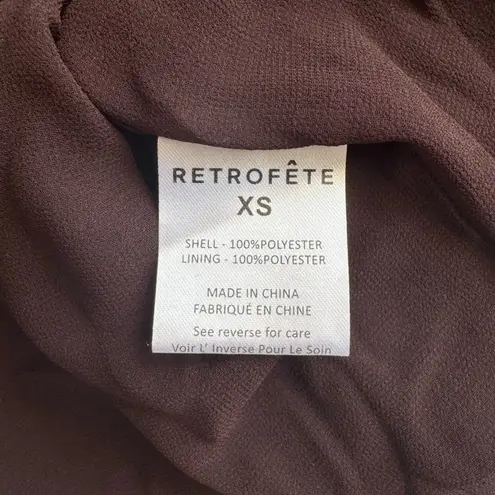 RETROFÊTE
XS
SHELL - 100%POLYESTER
LINING - 100%POLYESTER
MADE IN CHINA
FABRIQUÉ EN CHINE
See reverse for care
Voir L' Inverse Pour Le Soin